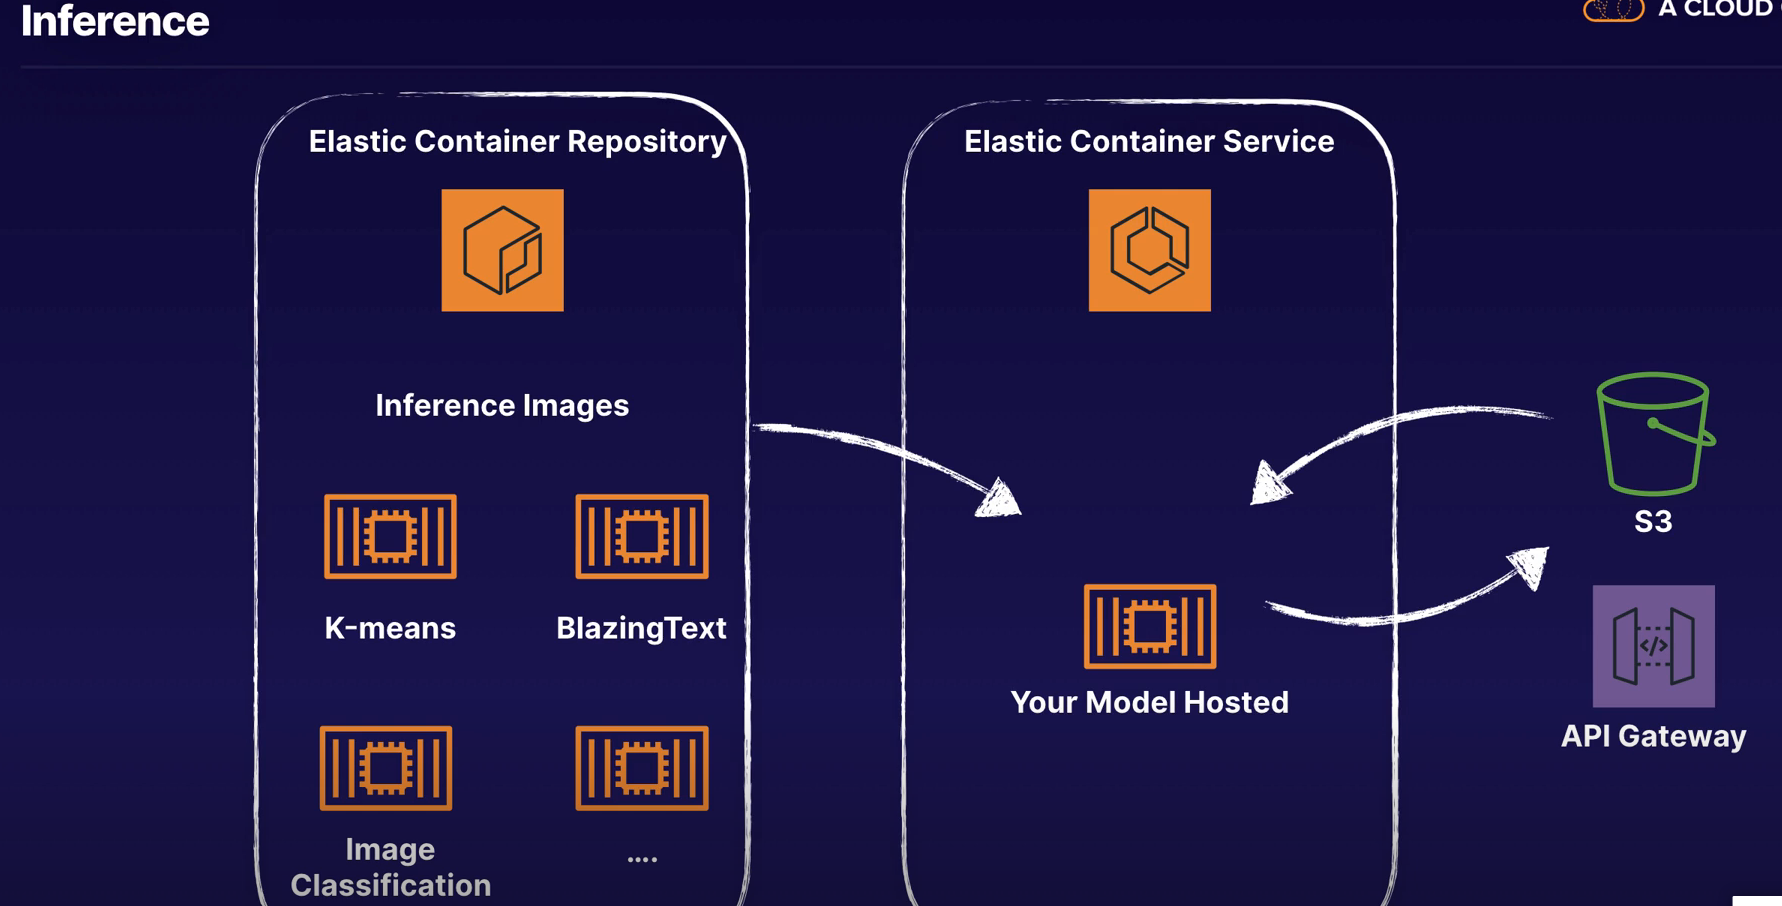 Inference
A CLOUD
Elastic Container Repository
Elastic Container Service
Inference Images
K-means
BlazingText
Image
Classification
....
Your Model Hosted
S3
</>
API Gateway